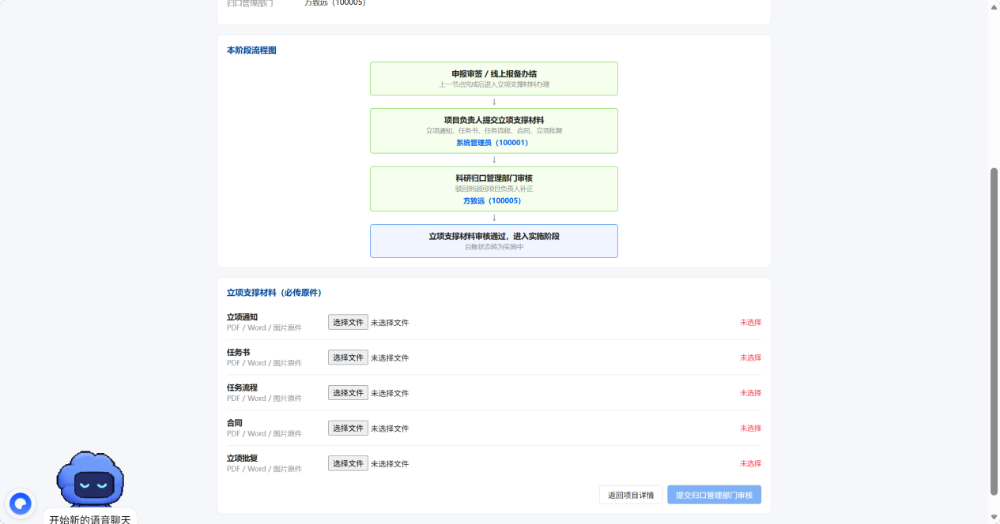 归口管理部门 方致远（100005）
本阶段流程图
申报审签 / 线上报备办结
上一节点完成后进入立项支撑材料办理
↓
项目负责人提交立项支撑材料
立项通知、任务书、任务流程、合同、立项批复
系统管理员（100001）
↓
科研归口管理部门审核
驳回则退回项目负责人补正
方致远（100005）
↓
立项支撑材料审核通过，进入实施阶段
台账状态转为实施中
立项支撑材料（必传原件）
立项通知
PDF / Word / 图片原件
选择文件 未选择文件 未选择
任务书
PDF / Word / 图片原件
选择文件 未选择文件 未选择
任务流程
PDF / Word / 图片原件
选择文件 未选择文件 未选择
合同
PDF / Word / 图片原件
选择文件 未选择文件 未选择
立项批复
PDF / Word / 图片原件
选择文件 未选择文件 未选择
返回项目详情 提交归口管理部门审核
开始新的语音聊天